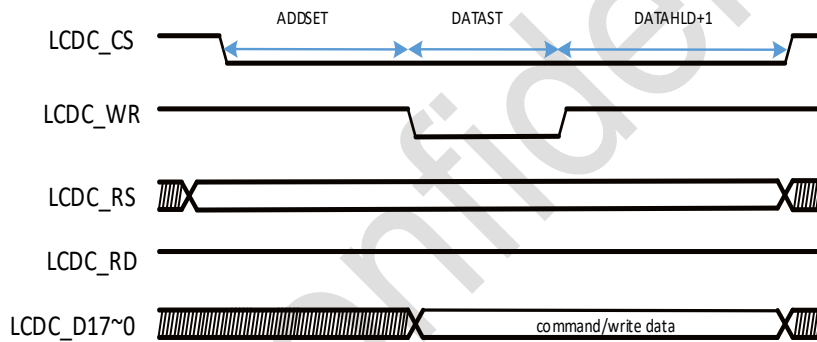 ADDSET DATAST DATAHLD+1
LCDC_CS
LCDC_WR
LCDC_RS
LCDC_RD
LCDC_D17~0 command/write data